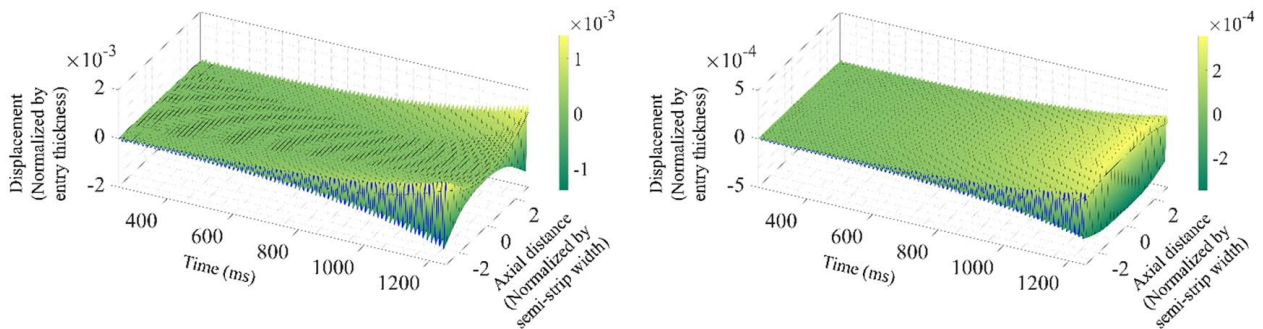 ×10⁻³
2
0
-2
Displacement
(Normalized by
entry thickness)
400
600
800
1000
1200
Time (ms)
-2
0
2
Axial distance
(Normalized by
semi-strip width)
×10⁻³
1
0
-1
×10⁻⁴
5
0
-5
Displacement
(Normalized by
entry thickness)
400
600
800
1000
1200
Time (ms)
-2
0
2
Axial distance
(Normalized by
semi-strip width)
×10⁻⁴
2
0
-2